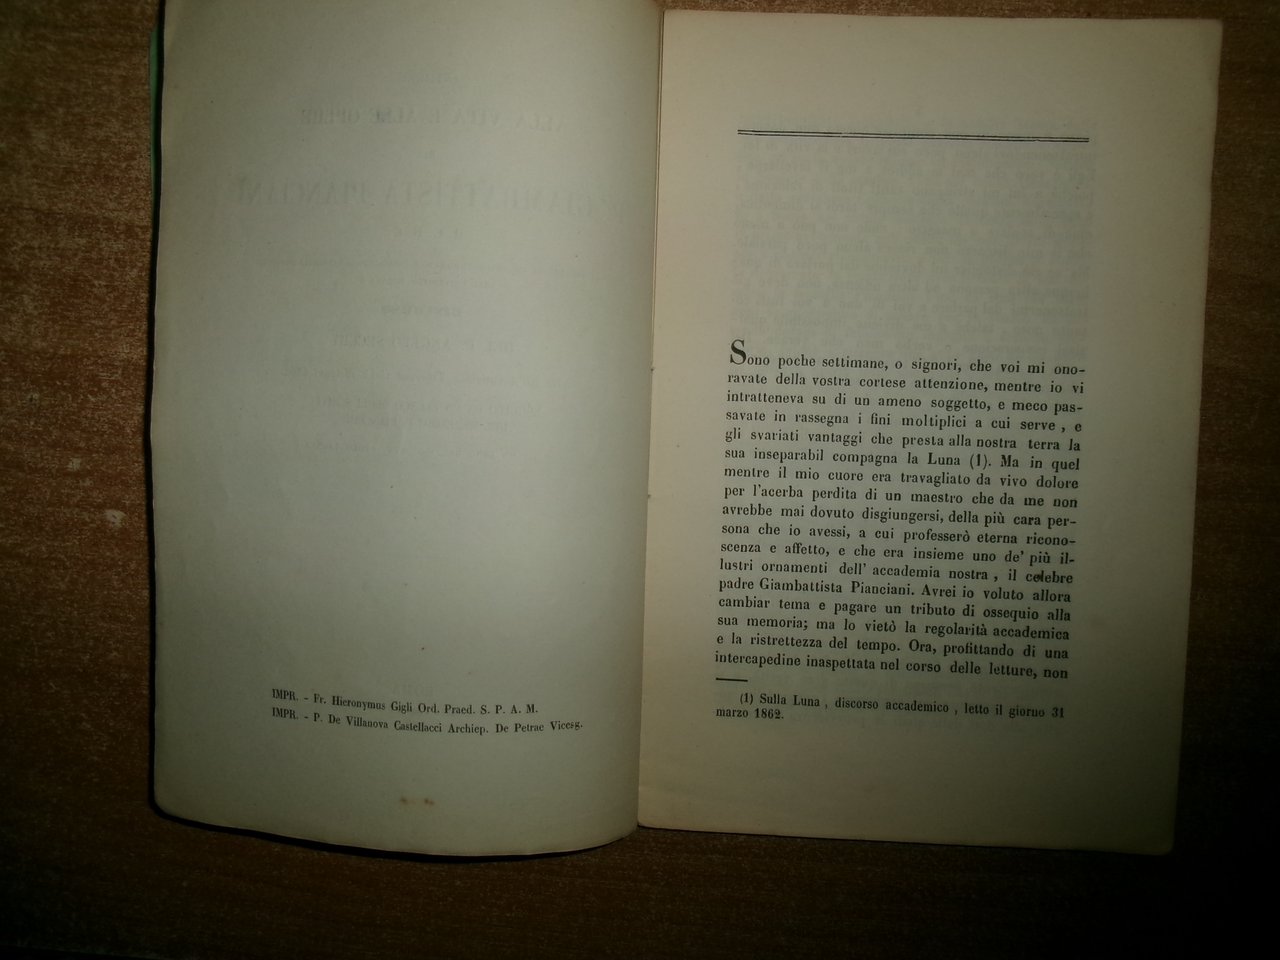 IMPR. - Fr. Hieronymus Gigli Ord. Praed. S. P. A. M.
IMPR. - P. De Villanova Castellacci Archiep. De Petrae Vicesg.
Sono poche settimane, o signori, che voi mi ono-
ravate della vostra cortese attenzione, mentre io vi
intratteneva su di un ameno soggetto, e meco pas-
savate in rassegna i fini moltiplici a cui serve, e
gli svariati vantaggi che presta alla nostra terra la
sua inseparabil compagna la Luna (1). Ma in quel
mentre il mio cuore era travagliato da vivo dolore
per l'acerba perdita di un maestro che da me non
avrebbe mai dovuto disgiungersi, della più cara per-
sona che io avessi, a cui professerò eterna ricono-
scenza e affetto, e che era insieme uno de' più il-
lustri ornamenti dell' accademia nostra, il celebre
padre Giambattista Pianciani. Avrei io voluto allora
cambiar tema e pagare un tributo di ossequio alla
sua memoria; ma lo vietò la regolarità accademica
e la ristrettezza del tempo. Ora, profittando di una
intercapedine inaspettata nel corso delle letture, non
(1) Sulla Luna, discorso accademico, letto il giorno 31
marzo 1862.